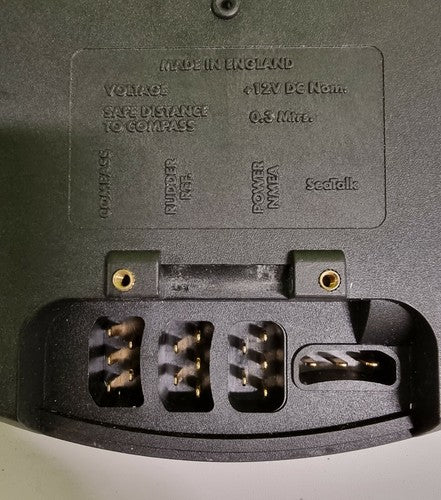 MADE IN ENGLAND
VOLTAGE +12V DC Nom.
SAFE DISTANCE
TO COMPASS 0.3 Mtrs.
COMPASS
RUDDER
REF.
POWER
NMEA
SeaTalk